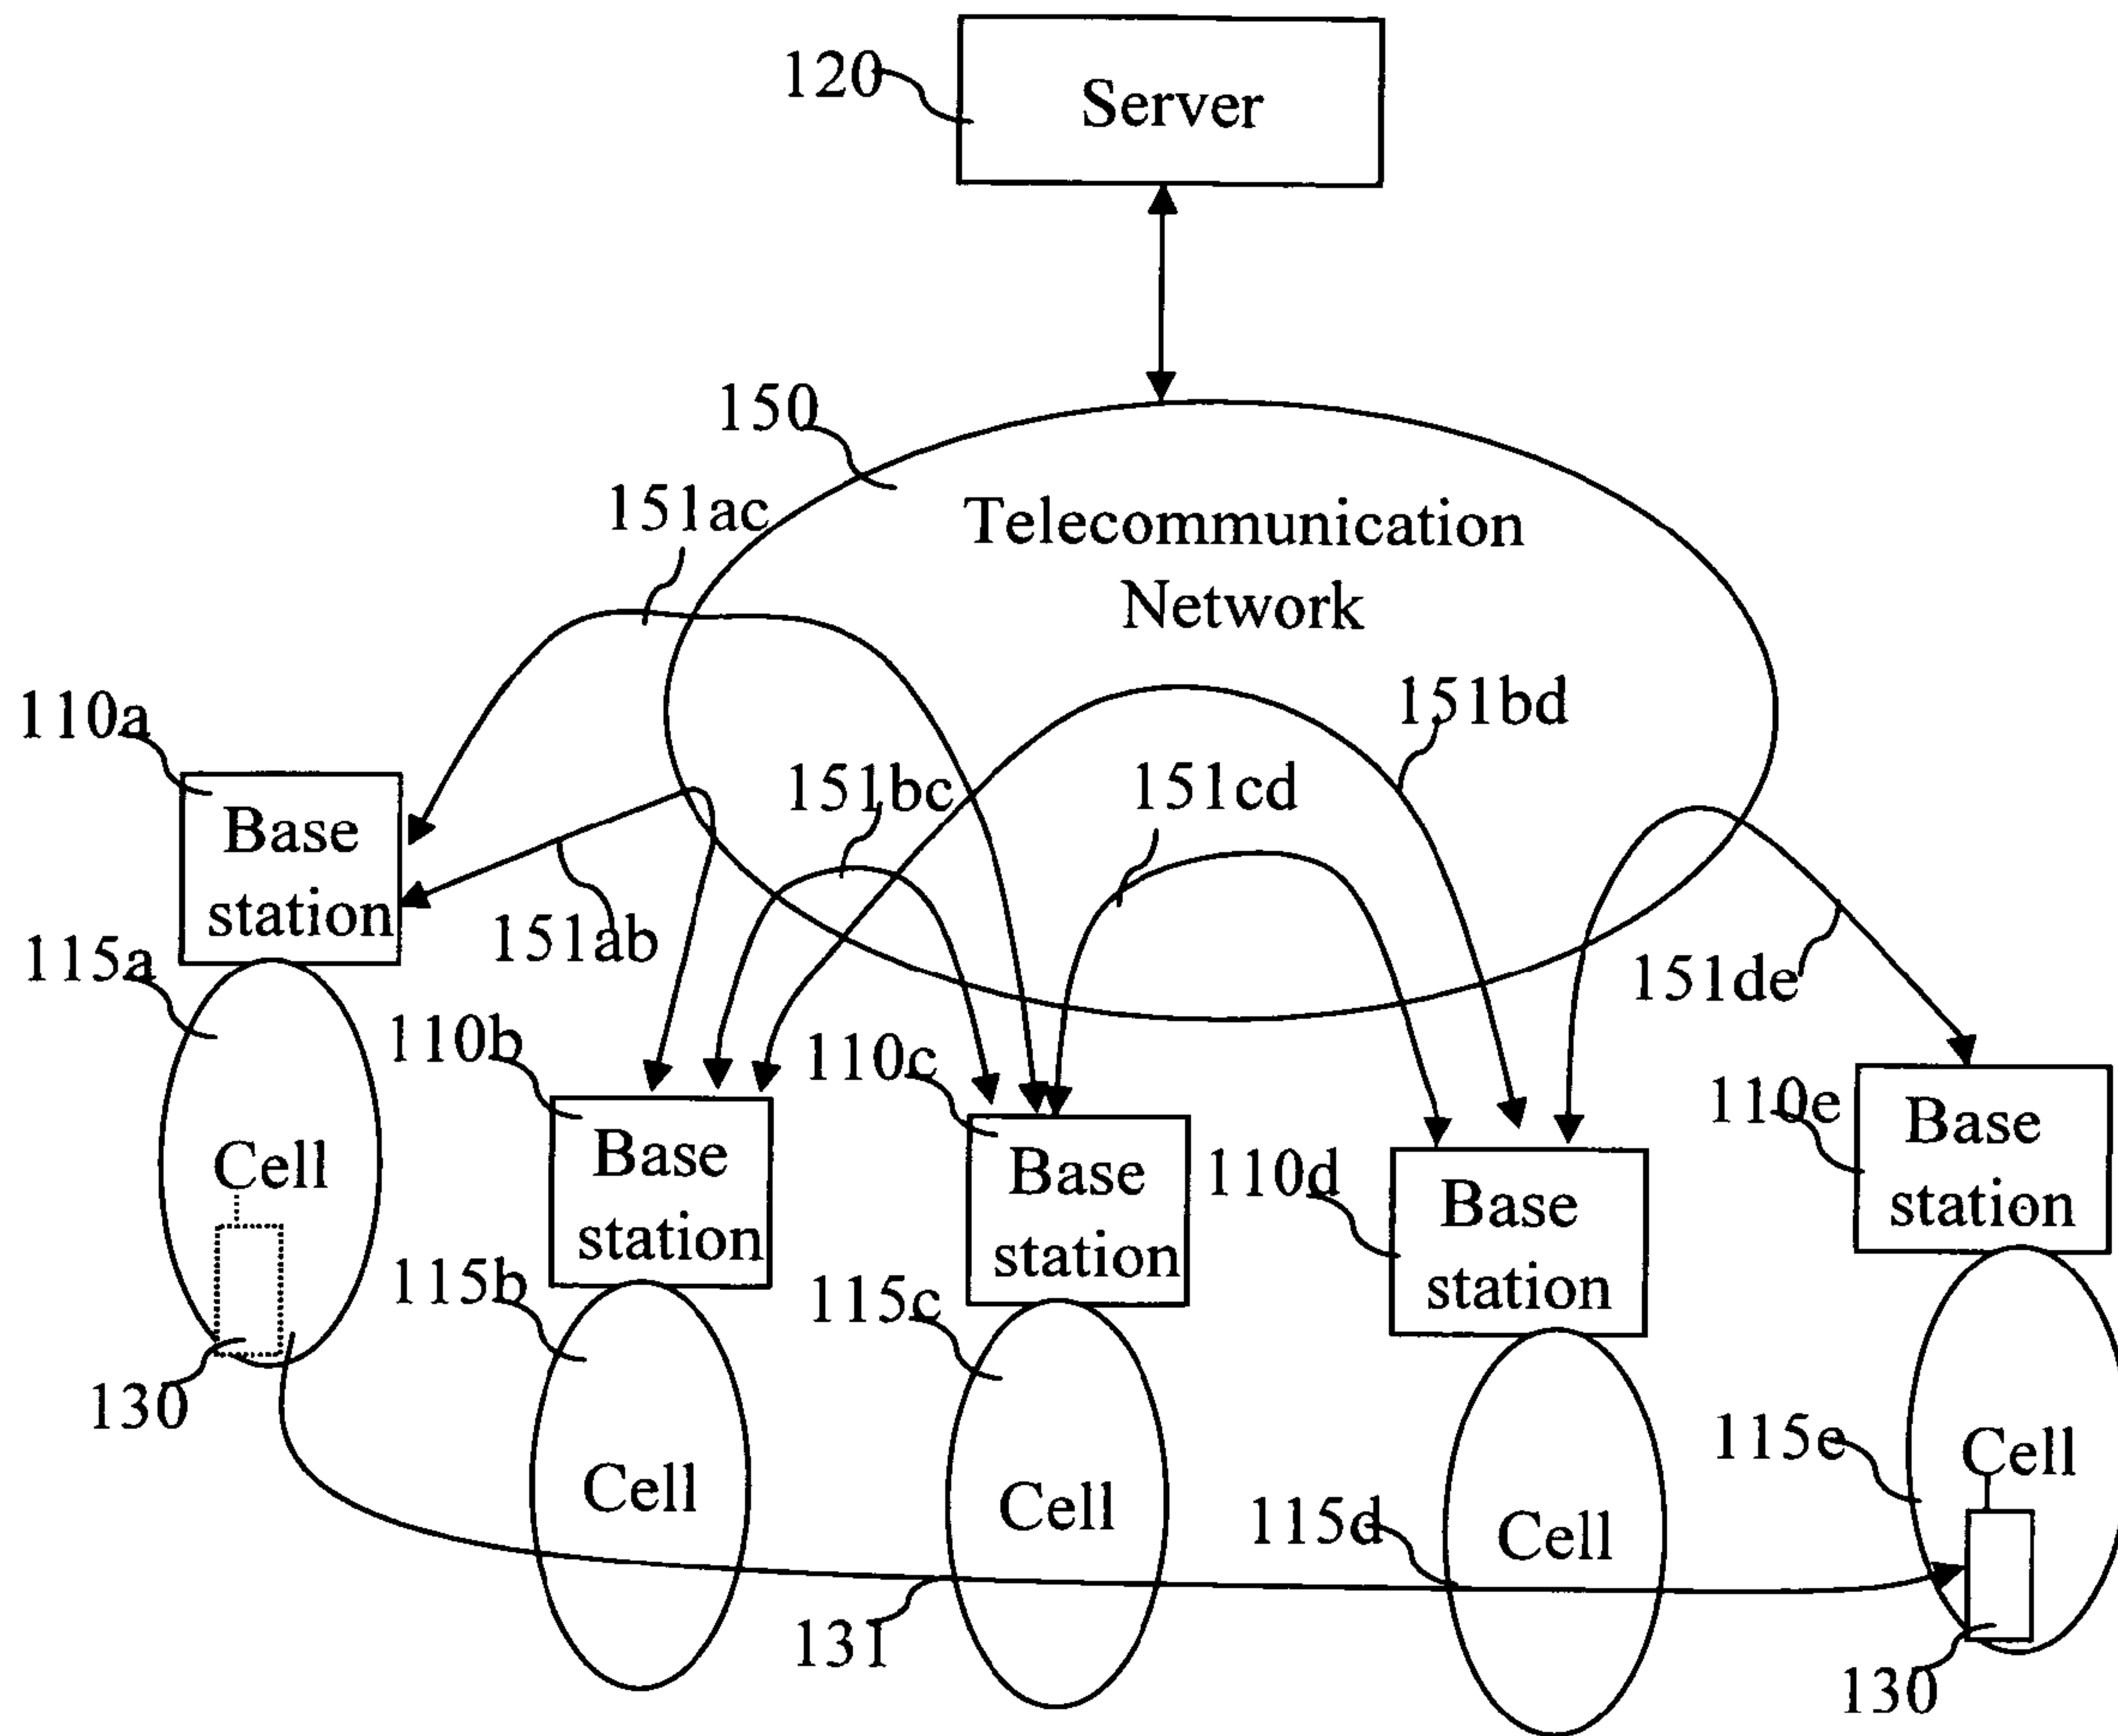 120
Server
150
151ac
Telecommunication
Network
110a
151bd
151bc
151cd
Base
station
151ab
115a
151de
110b
110c
110e
Base
station
Base
station
Base
station
110d
Base
station
Cell
115b
115c
130
115e
Cell
Cell
Cell
115d
Cell
131
130